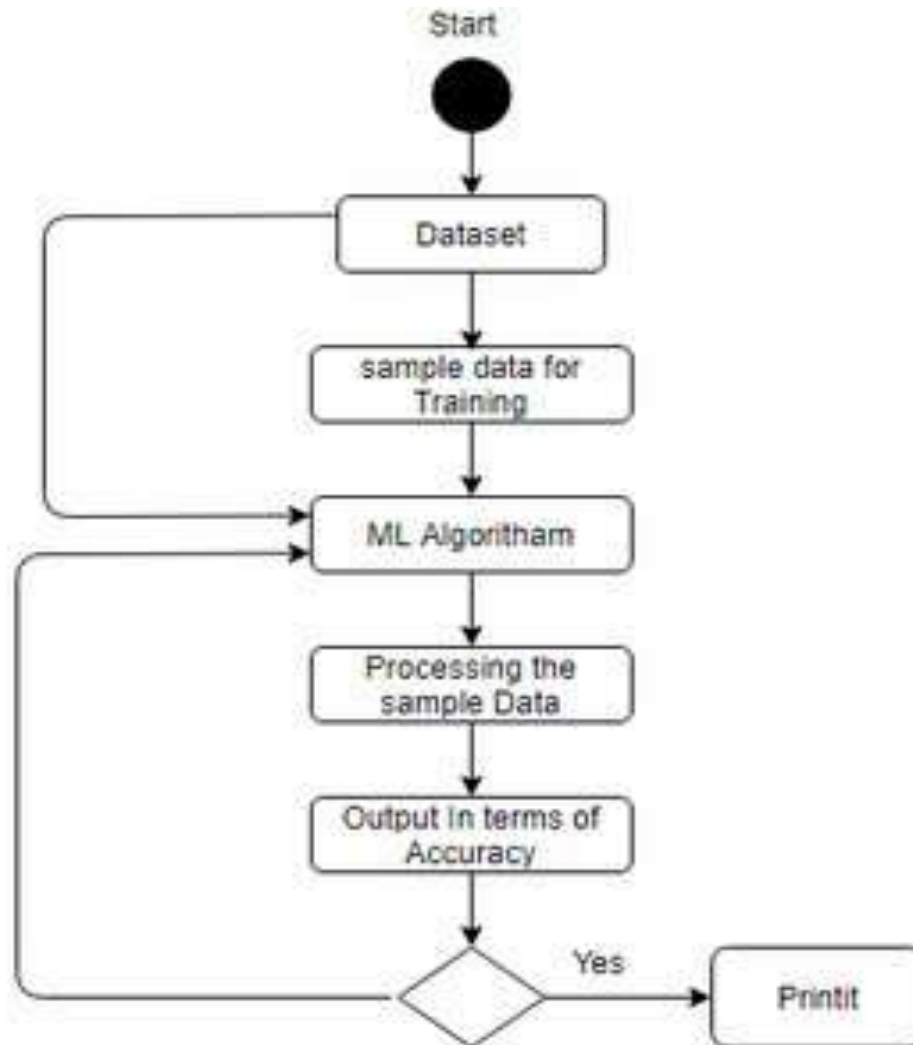 Start
Dataset
sample data for
Training
ML Algoritham
Processing the
sample Data
Output In terms of
Accuracy
Yes
Printit